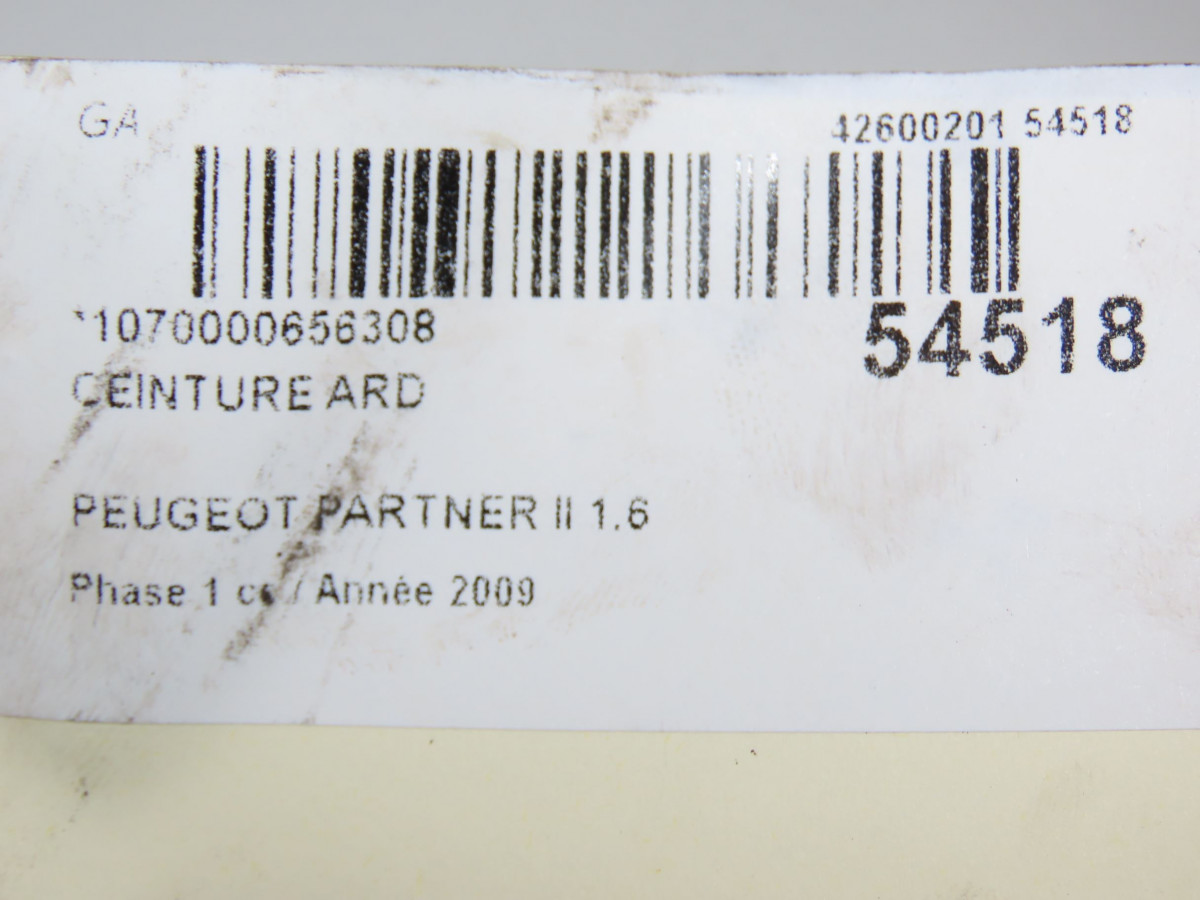 GA
42600201 54518
*1070000656308
54518
CEINTURE ARD
PEUGEOT PARTNER II 1.6
Phase 1 / Année 2009